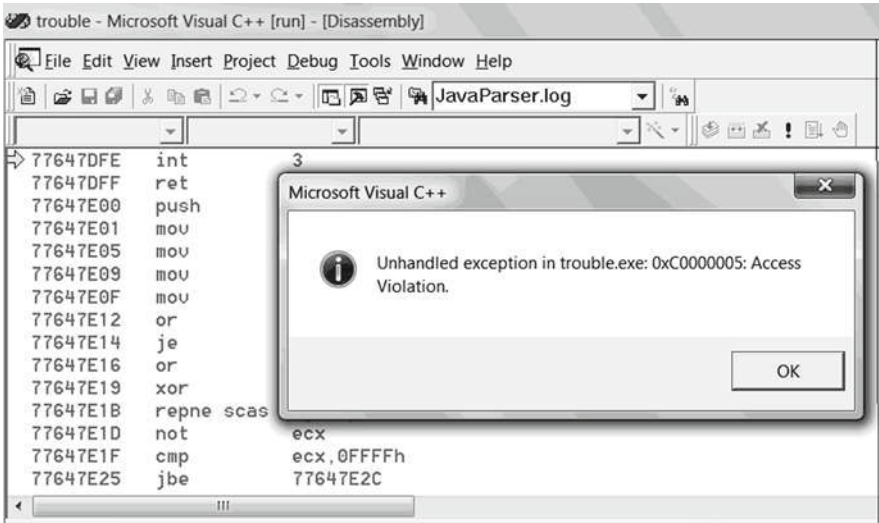 trouble - Microsoft Visual C++ [run] - [Disassembly]
File Edit View Insert Project Debug Tools Window Help
JavaParser.log
77647DFE int 3
77647DFF ret
77647E00 push
77647E01 mov
77647E05 mov
77647E09 mov
77647E0F mov
77647E12 or
77647E14 je
77647E16 or
77647E19 xor
77647E1B repne scas
77647E1D not ecx
77647E1F cmp ecx,0FFFFh
77647E25 jbe 77647E2C
Microsoft Visual C++
Unhandled exception in trouble.exe: 0xC0000005: Access
Violation.
OK